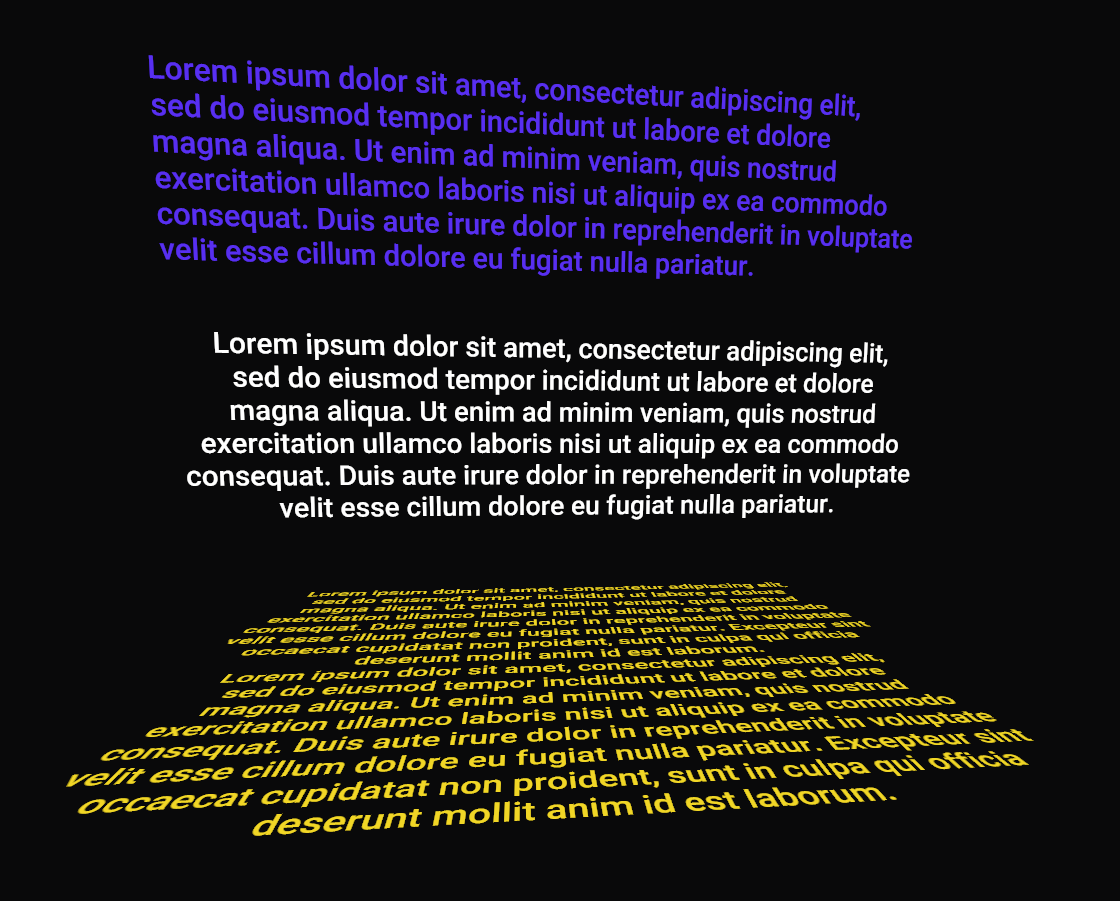 Lorem ipsum dolor sit amet, consectetur adipiscing elit,
sed do eiusmod tempor incididunt ut labore et dolore
magna aliqua. Ut enim ad minim veniam, quis nostrud
exercitation ullamco laboris nisi ut aliquip ex ea commodo
consequat. Duis aute irure dolor in reprehenderit in voluptate
velit esse cillum dolore eu fugiat nulla pariatur.
Lorem ipsum dolor sit amet, consectetur adipiscing elit,
sed do eiusmod tempor incididunt ut labore et dolore
magna aliqua. Ut enim ad minim veniam, quis nostrud
exercitation ullamco laboris nisi ut aliquip ex ea commodo
consequat. Duis aute irure dolor in reprehenderit in voluptate
velit esse cillum dolore eu fugiat nulla pariatur.
Lorem ipsum dolor sit amet, consectetur adipiscing elit,
sed do eiusmod tempor incididunt ut labore et dolore
magna aliqua. Ut enim ad minim veniam, quis nostrud
exercitation ullamco laboris nisi ut aliquip ex ea commodo
consequat. Duis aute irure dolor in reprehenderit in voluptate
velit esse cillum dolore eu fugiat nulla pariatur. Excepteur sint
occaecat cupidatat non proident, sunt in culpa qui officia
deserunt mollit anim id est laborum.
Lorem ipsum dolor sit amet, consectetur adipiscing elit,
sed do eiusmod tempor incididunt ut labore et dolore
magna aliqua. Ut enim ad minim veniam, quis nostrud
exercitation ullamco laboris nisi ut aliquip ex ea commodo
consequat. Duis aute irure dolor in reprehenderit in voluptate
velit esse cillum dolore eu fugiat nulla pariatur. Excepteur sint
occaecat cupidatat non proident, sunt in culpa qui officia
deserunt mollit anim id est laborum.